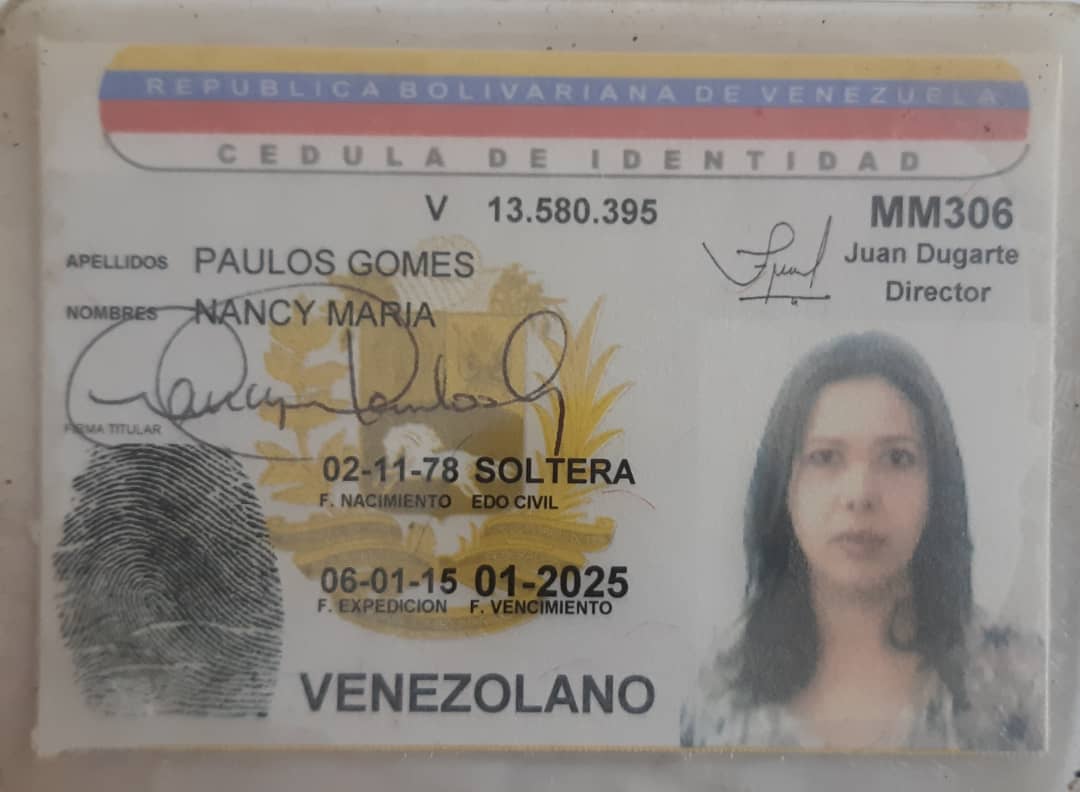 REPUBLICA BOLIVARIANA DE VENEZUELA
CEDULA DE IDENTIDAD
V 13.580.395
MM306
Juan Dugarte
Director
APELLIDOS PAULOS GOMES
NOMBRES NANCY MARIA
FIRMA TITULAR
02-11-78 SOLTERA
F. NACIMIENTO EDO CIVIL
06-01-15 01-2025
F. EXPEDICION F. VENCIMIENTO
VENEZOLANO